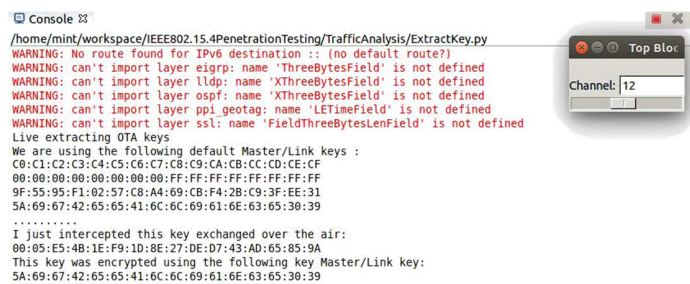 Console
/home/mint/workspace/IEEE802.15.4PenetrationTesting/TrafficAnalysis/ExtractKey.py
WARNING: No route found for IPv6 destination :: (no default route?)
WARNING: can't import layer eigrp: name 'ThreeBytesField' is not defined
WARNING: can't import layer lldp: name 'XThreeBytesField' is not defined
WARNING: can't import layer ospf: name 'XThreeBytesField' is not defined
WARNING: can't import layer ppi_geotag: name 'LETimeField' is not defined
WARNING: can't import layer ssl: name 'FieldThreeBytesLenField' is not defined
Live extracting OTA keys
We are using the following default Master/Link keys :
C0:C1:C2:C3:C4:C5:C6:C7:C8:C9:CA:CB:CC:CD:CE:CF
00:00:00:00:00:00:00:00:FF:FF:FF:FF:FF:FF:FF:FF
9F:55:95:F1:02:57:C8:A4:69:CB:F4:2B:C9:3F:EE:31
5A:69:67:42:65:65:41:6C:6C:69:61:6E:63:65:30:39
..........
I just intercepted this key exchanged over the air:
00:05:E5:4B:1E:F9:1D:8E:27:DE:D7:43:AD:65:85:9A
This key was encrypted using the following key Master/Link key:
5A:69:67:42:65:65:41:6C:6C:69:61:6E:63:65:30:39
Top Bloc
Channel: 12